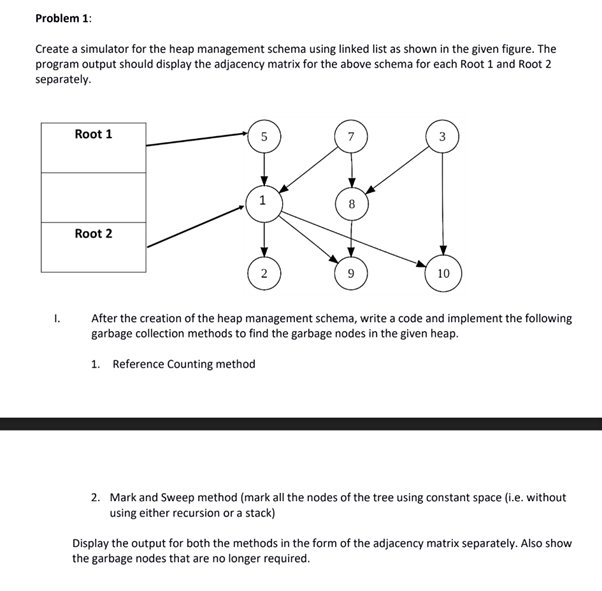 Problem 1:
Create a simulator for the heap management schema using linked list as shown in the given figure. The
program output should display the adjacency matrix for the above schema for each Root 1 and Root 2
separately.
Root 1
5
7
3
1
8
Root 2
2
9
10
I. After the creation of the heap management schema, write a code and implement the following
garbage collection methods to find the garbage nodes in the given heap.
1. Reference Counting method
2. Mark and Sweep method (mark all the nodes of the tree using constant space (i.e. without
using either recursion or a stack)
Display the output for both the methods in the form of the adjacency matrix separately. Also show
the garbage nodes that are no longer required.